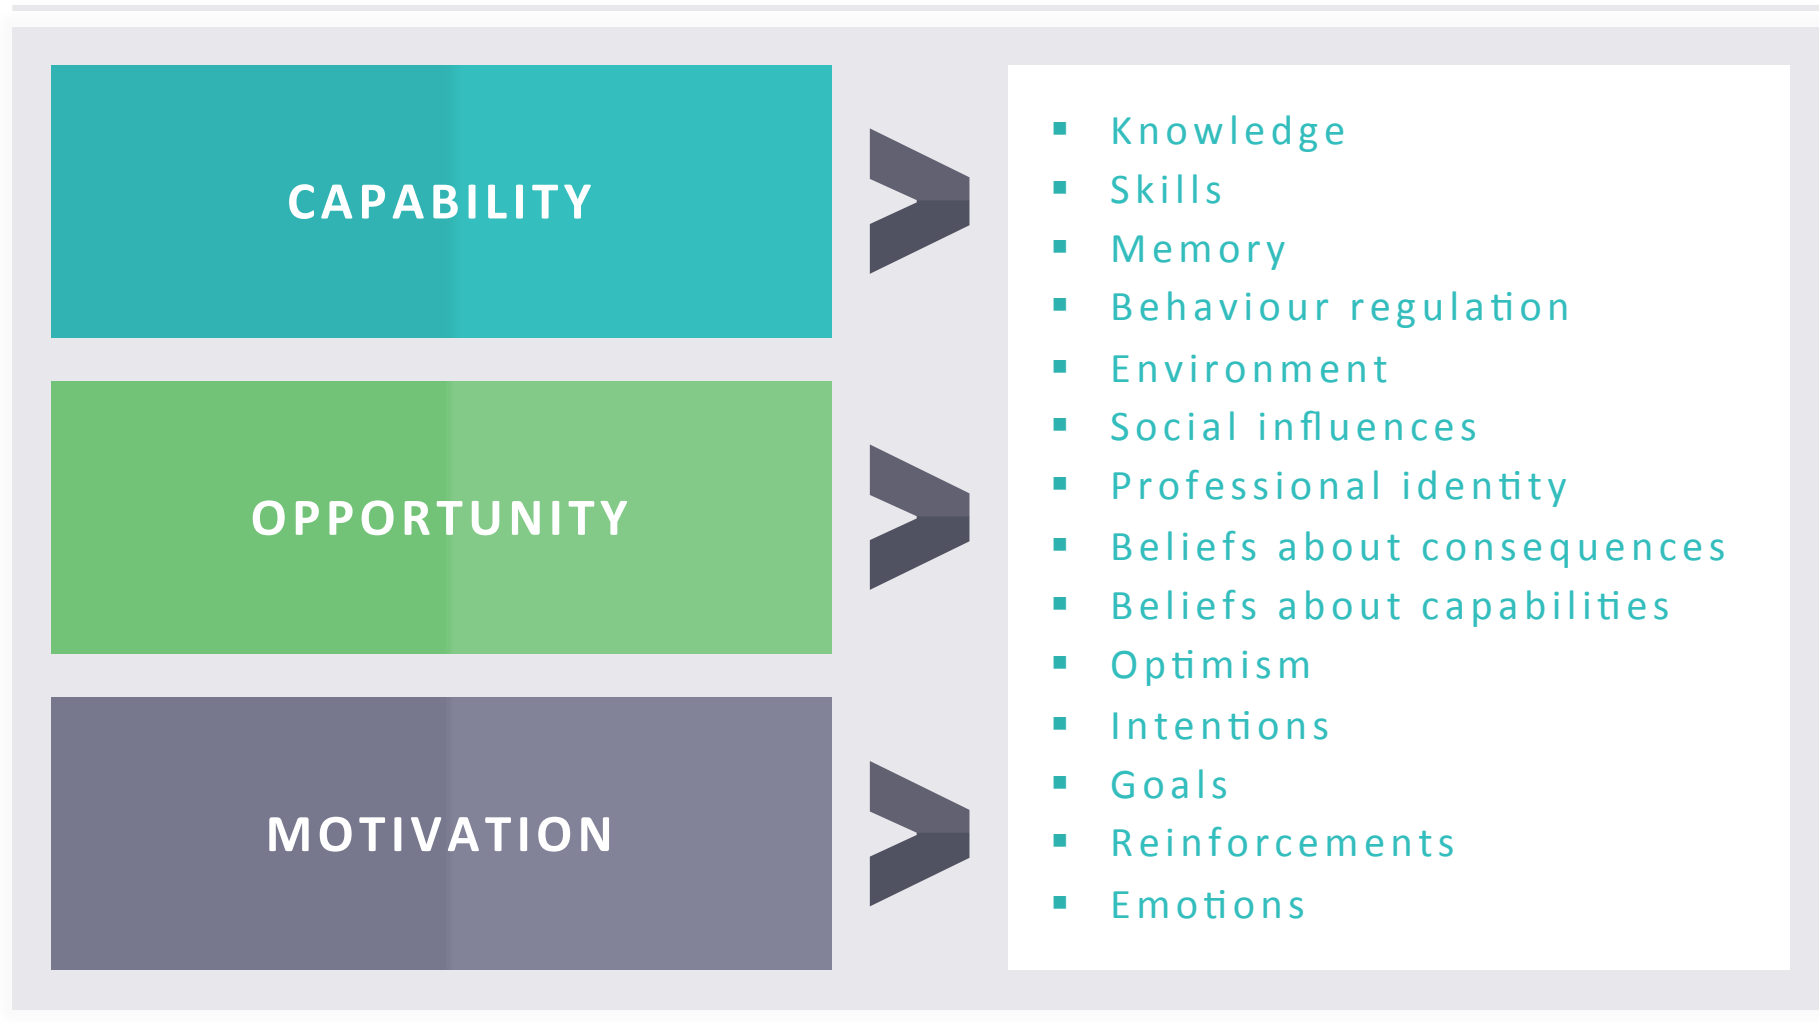 CAPABILITY
OPPORTUNITY
MOTIVATION
Knowledge
Skills
Memory
Behaviour regulation
Environment
Social influences
Professional identity
Beliefs about consequences
Beliefs about capabilities
Optimism
Intentions
Goals
Reinforcements
Emotions